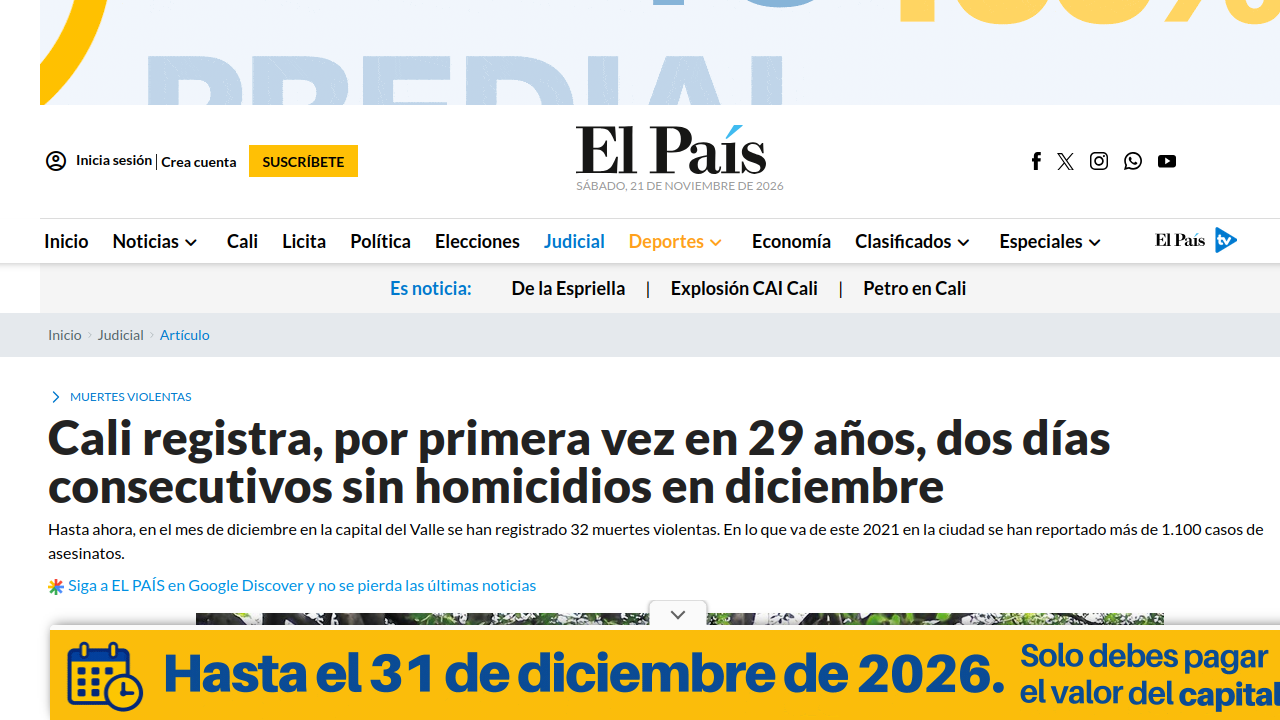 100%
PREDIAL
Inicia sesión | Crea cuenta SUSCRÍBETE
El País
SÁBADO, 21 DE NOVIEMBRE DE 2026
Inicio Noticias Cali Licita Política Elecciones Judicial Deportes Economía Clasificados Especiales El País tv
Es noticia: De la Espriella | Explosión CAI Cali | Petro en Cali
Inicio › Judicial › Artículo
MUERTES VIOLENTAS
Cali registra, por primera vez en 29 años, dos días
consecutivos sin homicidios en diciembre
Hasta ahora, en el mes de diciembre en la capital del Valle se han registrado 32 muertes violentas. En lo que va de este 2021 en la ciudad se han reportado más de 1.100 casos de
asesinatos.
Siga a EL PAÍS en Google Discover y no se pierda las últimas noticias
Hasta el 31 de diciembre de 2026.
Solo debes pagar
el valor del capital